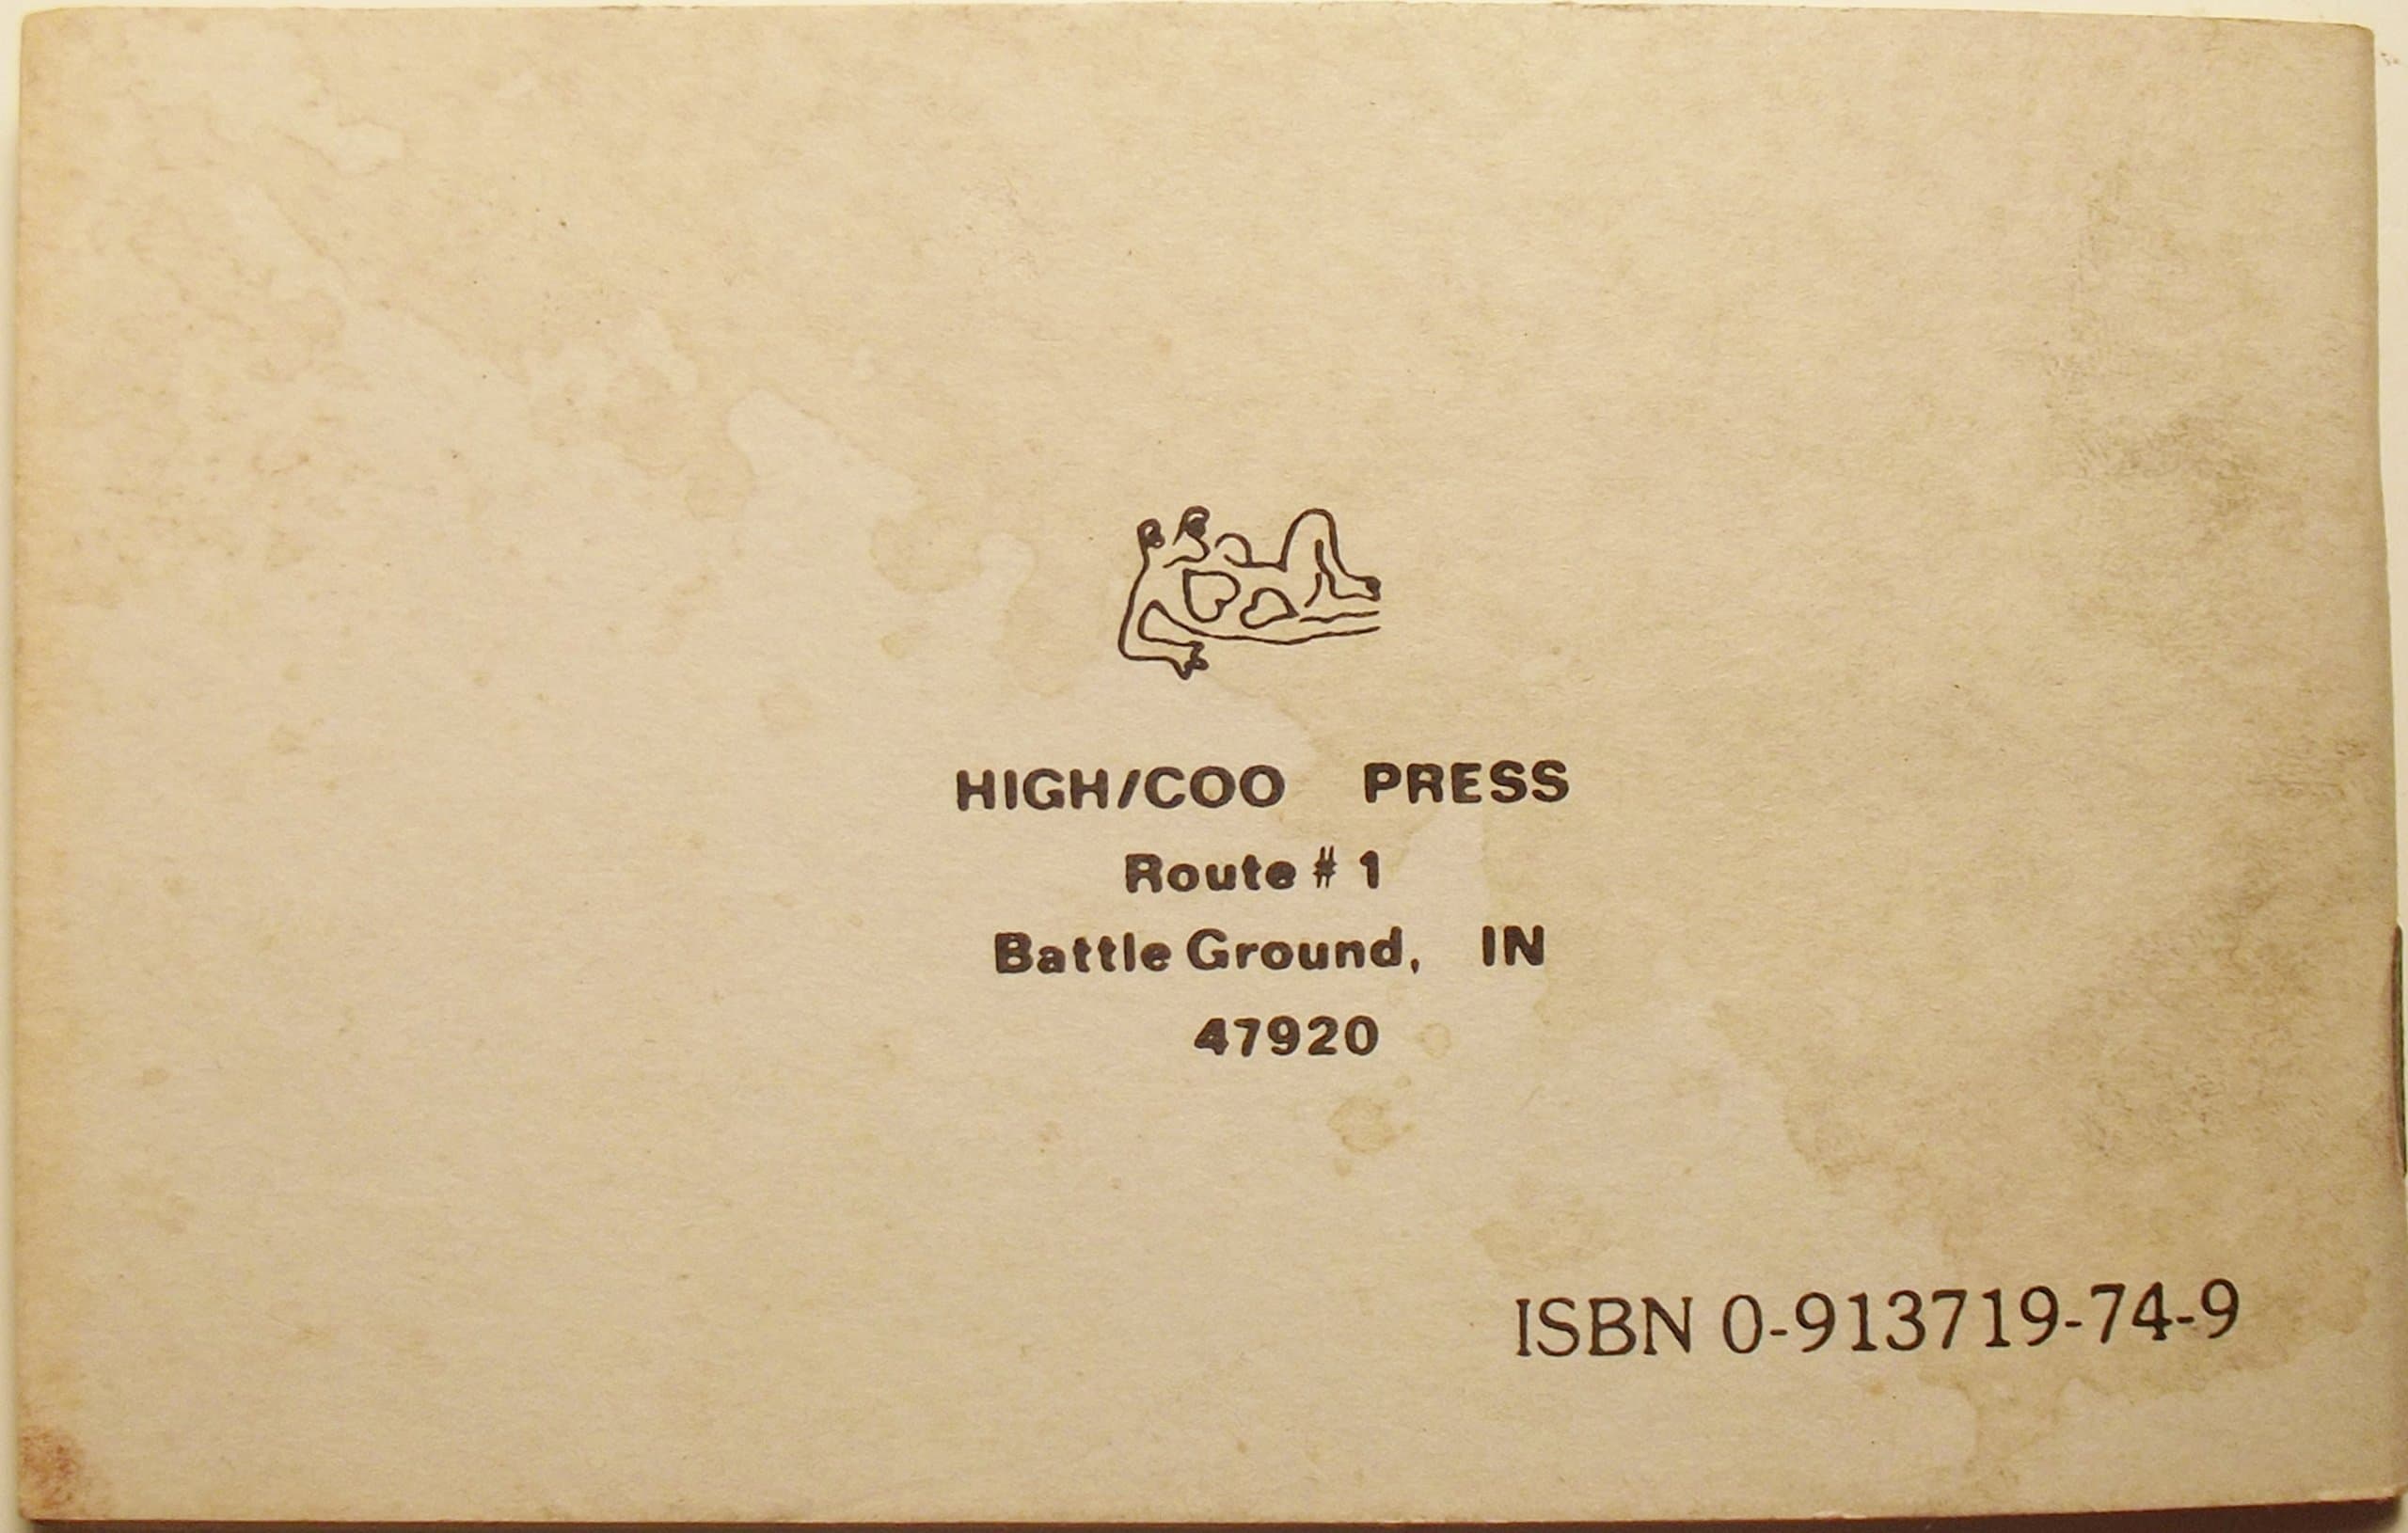 HIGH/COO PRESS
Route # 1
Battle Ground, IN
47920
ISBN 0-913719-74-9